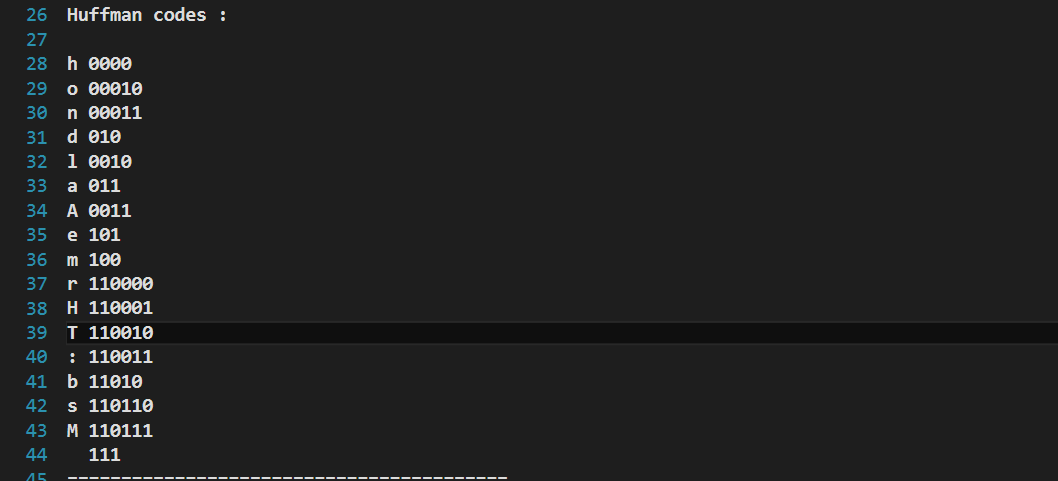 26 Huffman codes :
27
28 h 0000
29 o 00010
30 n 00011
31 d 010
32 l 0010
33 a 011
34 A 0011
35 e 101
36 m 100
37 r 110000
38 H 110001
39 T 110010
40 : 110011
41 b 11010
42 s 110110
43 M 110111
44   111
45 -----------------------------------------